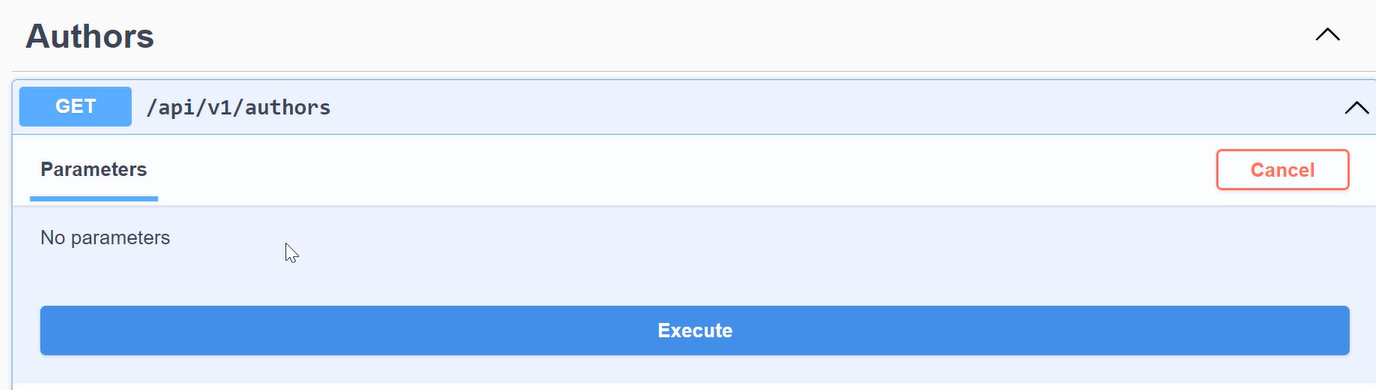 Authors
GET /api/v1/authors
Parameters Cancel
No parameters
Execute